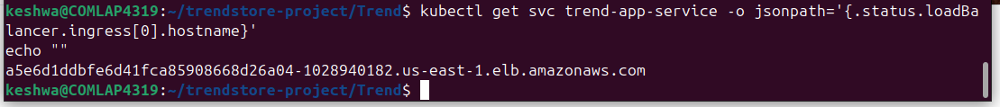 keshwa@COMLAP4319:~/trendstore-project/Trend$ kubectl get svc trend-app-service -o jsonpath='{.status.loadBa
lancer.ingress[0].hostname}'
echo ""
a5e6d1ddbfe6d41fca85908668d26a04-1028940182.us-east-1.elb.amazonaws.com
keshwa@COMLAP4319:~/trendstore-project/Trend$